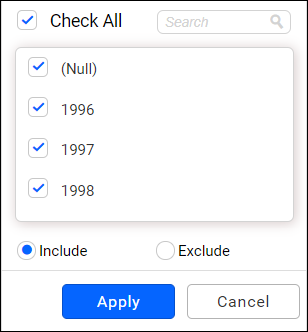 Check All Search
(Null)
1996
1997
1998
Include Exclude
Apply Cancel